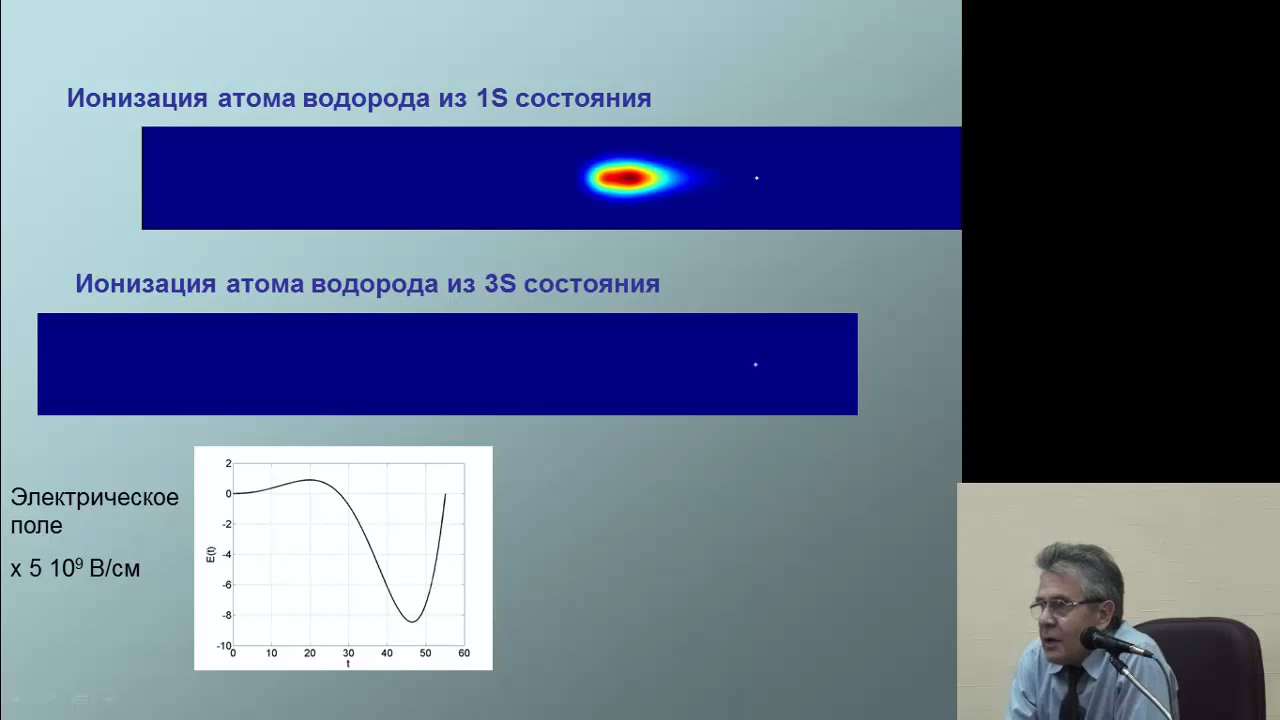 Ионизация атома водорода из 1S состояния
Ионизация атома водорода из 3S состояния
Электрическое
поле
х 5 10⁹ В/см
2
0
-2
-4
-6
-8
-10
E(t)
0 10 20 30 40 50 60
t